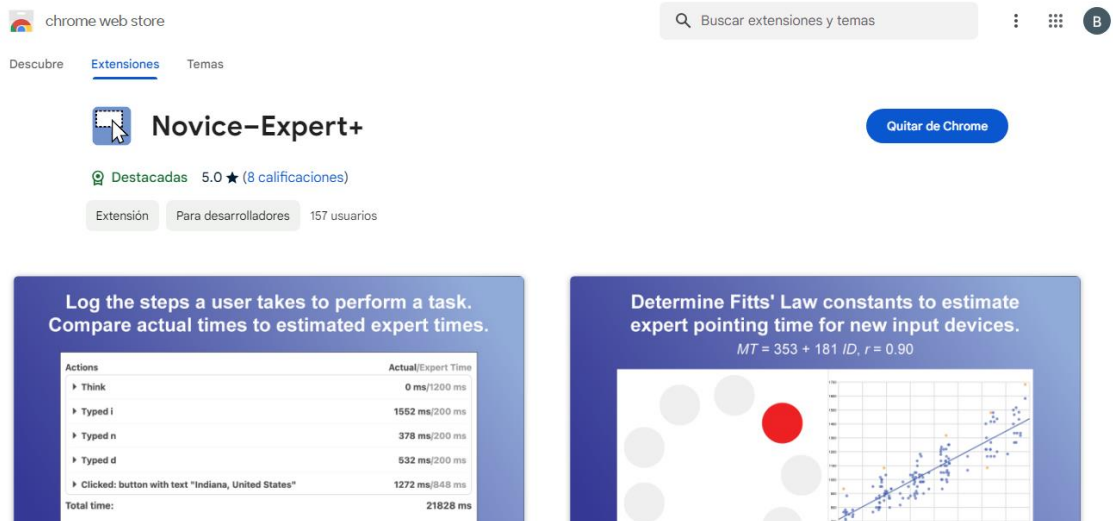 chrome web store
Buscar extensiones y temas
B
Descubre Extensiones Temas
Novice–Expert+
Quitar de Chrome
Destacadas 5.0 ★ (8 calificaciones)
Extensión Para desarrolladores 157 usuarios
Log the steps a user takes to perform a task.
Compare actual times to estimated expert times.
Actions Actual/Expert Time
Think 0 ms/1200 ms
Typed i 1552 ms/200 ms
Typed n 378 ms/200 ms
Typed d 532 ms/200 ms
Clicked: button with text "Indiana, United States" 1272 ms/848 ms
Total time: 21828 ms
Determine Fitts' Law constants to estimate
expert pointing time for new input devices.
MT = 353 + 181 ID, r = 0.90